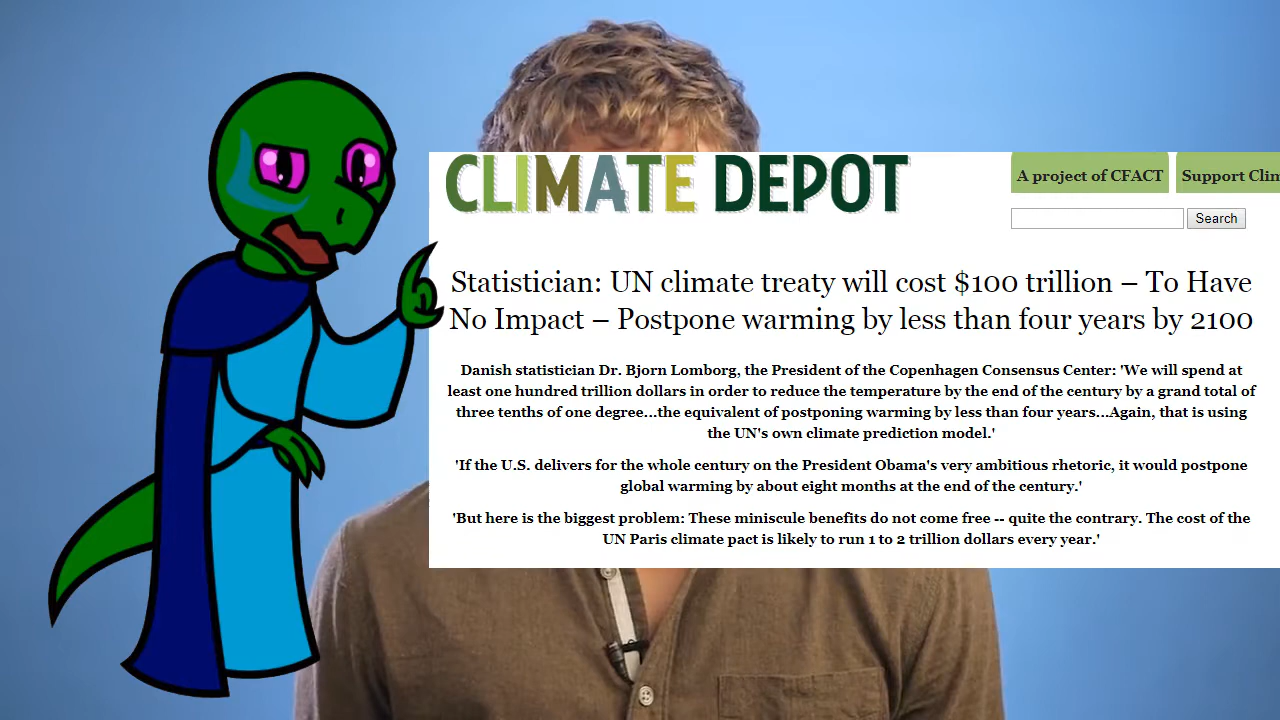 CLIMATE DEPOT
A project of CFACT
Support Clim
Search
Statistician: UN climate treaty will cost $100 trillion – To Have
No Impact – Postpone warming by less than four years by 2100
Danish statistician Dr. Bjorn Lomborg, the President of the Copenhagen Consensus Center: 'We will spend at
least one hundred trillion dollars in order to reduce the temperature by the end of the century by a grand total of
three tenths of one degree...the equivalent of postponing warming by less than four years...Again, that is using
the UN's own climate prediction model.'
'If the U.S. delivers for the whole century on the President Obama's very ambitious rhetoric, it would postpone
global warming by about eight months at the end of the century.'
'But here is the biggest problem: These miniscule benefits do not come free -- quite the contrary. The cost of the
UN Paris climate pact is likely to run 1 to 2 trillion dollars every year.'